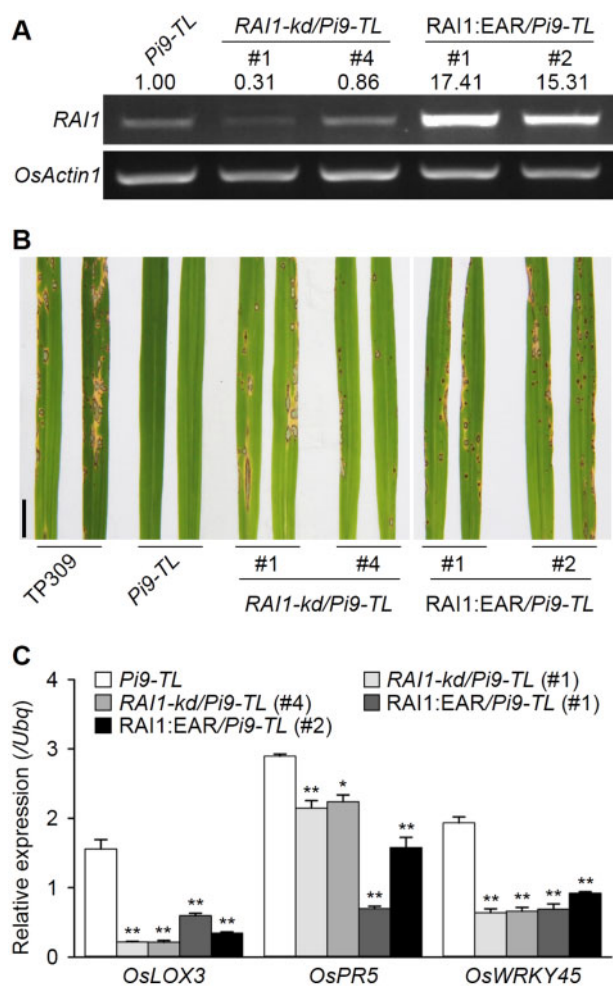 A
Pi9-TL
RAI1-kd/Pi9-TL
RAI1:EAR/Pi9-TL
#1 #4 #1 #2
1.00 0.31 0.86 17.41 15.31
RAI1
OsActin1
B
TP309
Pi9-TL
#1 #4 #1 #2
RAI1-kd/Pi9-TL
RAI1:EAR/Pi9-TL
C
Relative expression (/Ubq)
4
3
2
1
0
Pi9-TL
RAI1-kd/Pi9-TL (#1)
RAI1-kd/Pi9-TL (#4)
RAI1:EAR/Pi9-TL (#1)
RAI1:EAR/Pi9-TL (#2)
** ** ** **
** * ** **
** ** ** **
OsLOX3 OsPR5 OsWRKY45